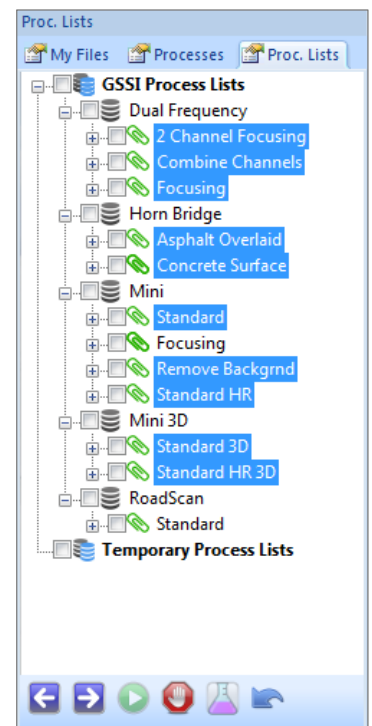 Proc. Lists
My Files Processes Proc. Lists
GSSI Process Lists
Dual Frequency
2 Channel Focusing
Combine Channels
Focusing
Horn Bridge
Asphalt Overlaid
Concrete Surface
Mini
Standard
Focusing
Remove Backgrnd
Standard HR
Mini 3D
Standard 3D
Standard HR 3D
RoadScan
Standard
Temporary Process Lists